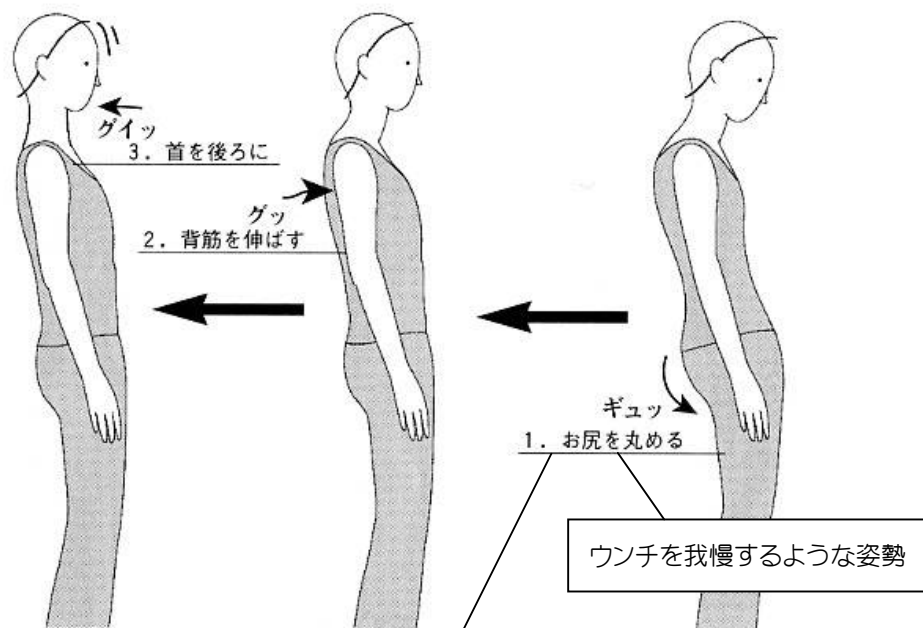 グイッ
3．首を後ろに
グッ
2．背筋を伸ばす
ギュッ
1．お尻を丸める
ウンチを我慢するような姿勢